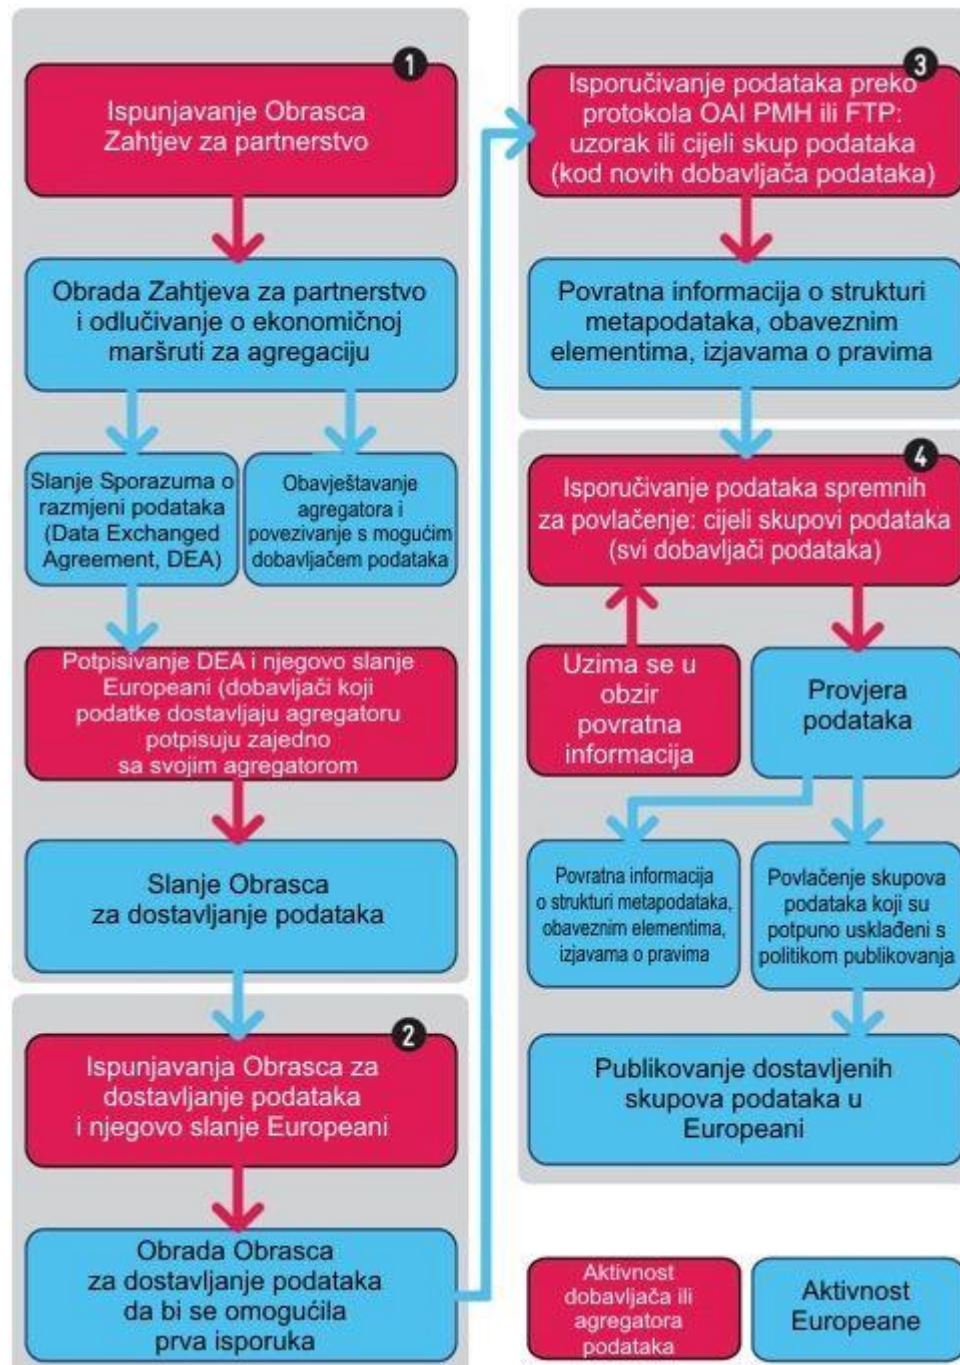 1
Ispunjavanje Obrasca
Zahtjev za partnerstvo
Obrada Zahtjeva za partnerstvo
i odlučivanje o ekonomičnoj
maršruti za agregaciju
Slanje Sporazuma o
razmjeni podataka
(Data Exchanged
Agreement, DEA)
Obavještavanje
agregatora i
povezivanje s mogućim
dobavljačem podataka
Potpisivanje DEA i njegovo slanje
Europeani (dobavljači koji
podatke dostavljaju agregatoru
potpisuju zajedno
sa svojim agregatorom
Slanje Obrasca
za dostavljanje podataka
2
Ispunjavanja Obrasca za
dostavljanje podataka
i njegovo slanje Europeani
Obrada Obrasca
za dostavljanje podataka
da bi se omogućila
prva isporuka
3
Isporučivanje podataka preko
protokola OAI PMH ili FTP:
uzorak ili cijeli skup podataka
(kod novih dobavljača podataka)
Povratna informacija o strukturi
metapodataka, obaveznim
elementima, izjavama o pravima
4
Isporučivanje podataka spremnih
za povlačenje: cijeli skupovi podataka
(svi dobavljači podataka)
Uzima se u
obzir
povratna
informacija
Provjera
podataka
Povratna informacija
o strukturi metapodataka,
obaveznim elementima,
izjavama o pravima
Povlačenje skupova
podataka koji su
potpuno usklađeni s
politikom publikovanja
Publikovanje dostavljenih
skupova podataka u
Europeani
Aktivnost
dobavljača ili
agregatora
podataka
Aktivnost
Europeane